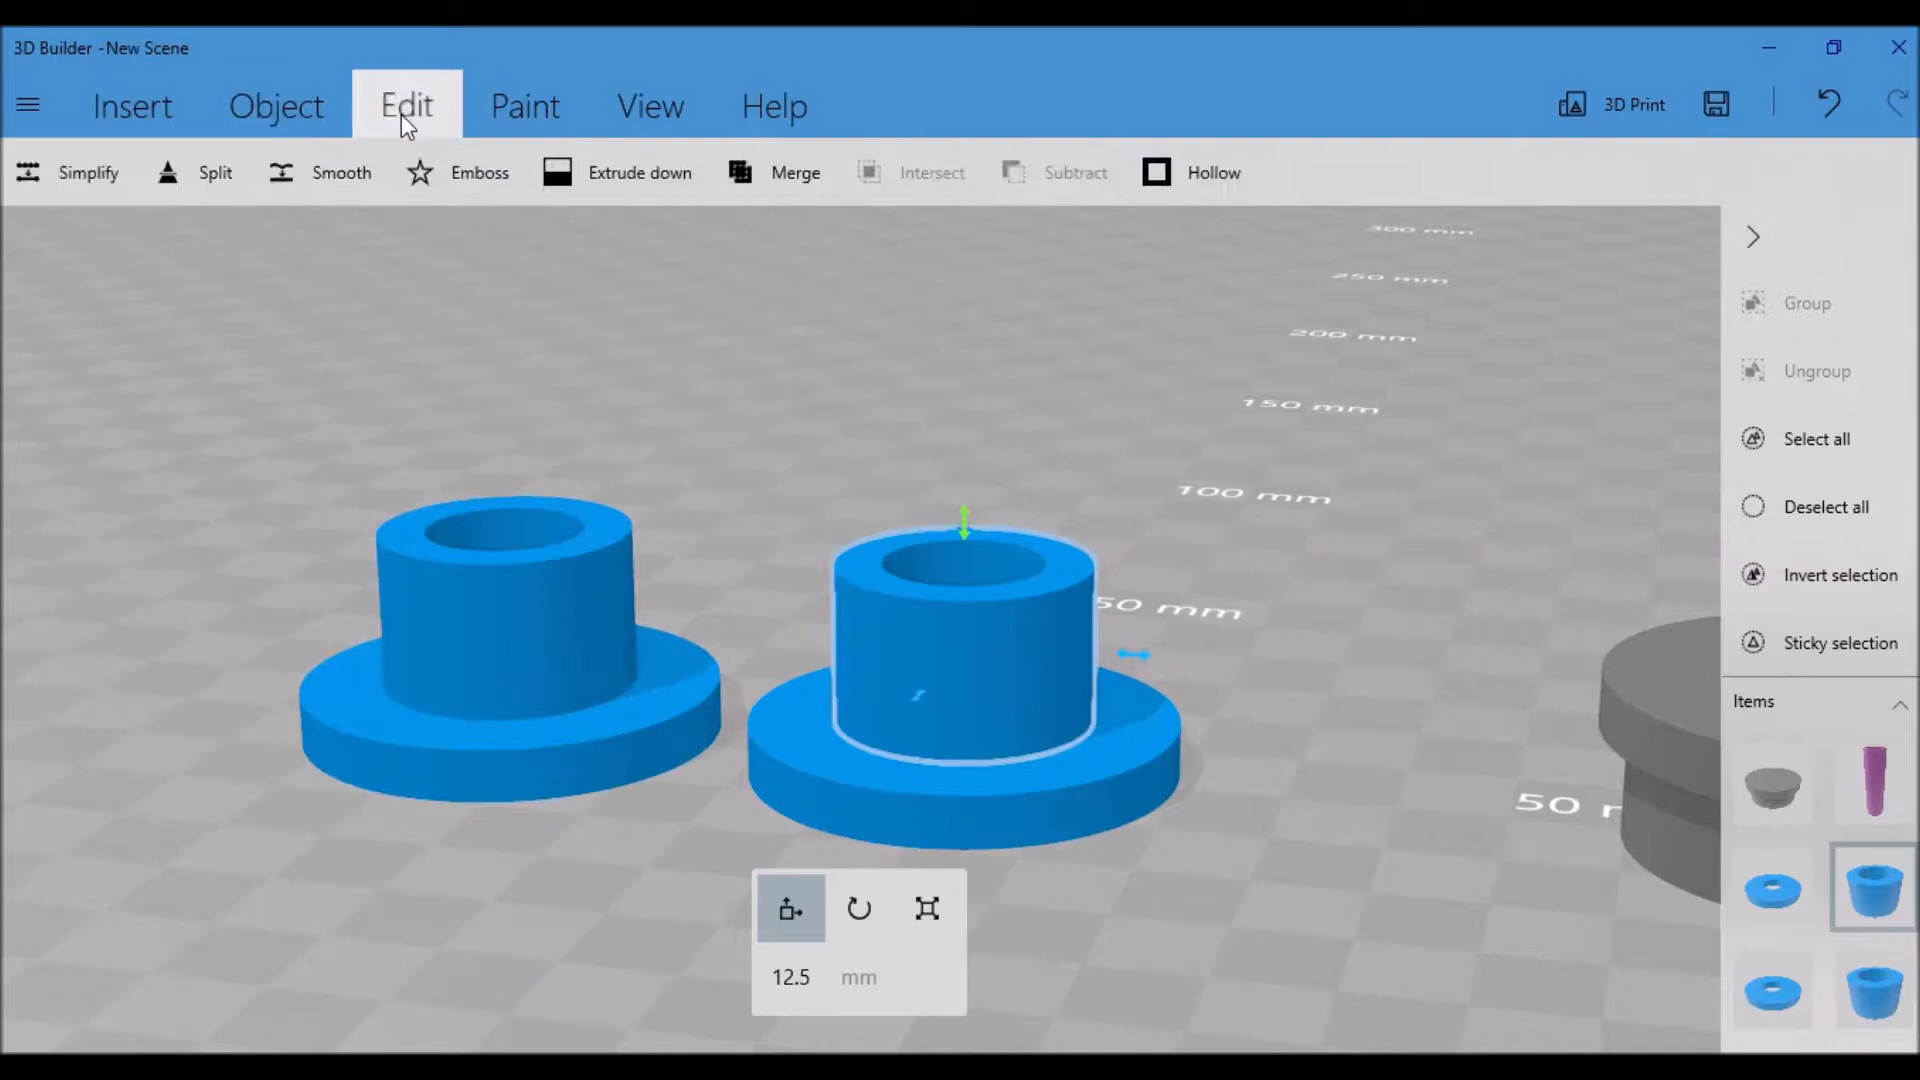 3D Builder -New Scene
Insert Object Edit Paint View Help 3D Print
Simplify Split Smooth Emboss Extrude down Merge Intersect Subtract Hollow
300 mm
250 mm
200 mm
150 mm
100 mm
50 mm
50
Group
Ungroup
Select all
Deselect all
Invert selection
Sticky selection
Items
12.5 mm